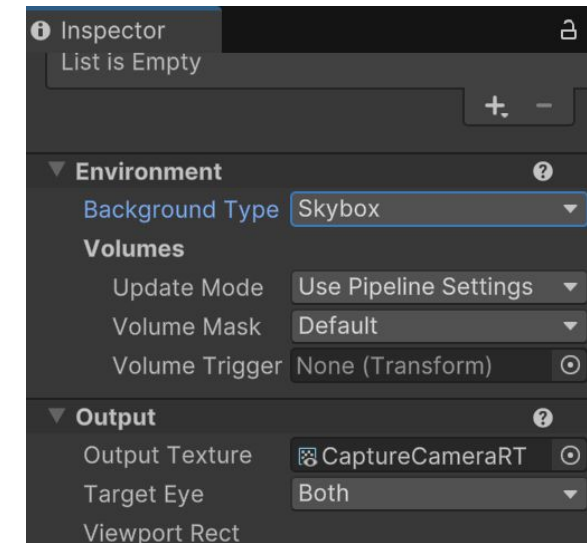 Inspector
List is Empty
Environment
Background Type Skybox
Volumes
Update Mode Use Pipeline Settings
Volume Mask Default
Volume Trigger None (Transform)
Output
Output Texture CaptureCameraRT
Target Eye Both
Viewport Rect